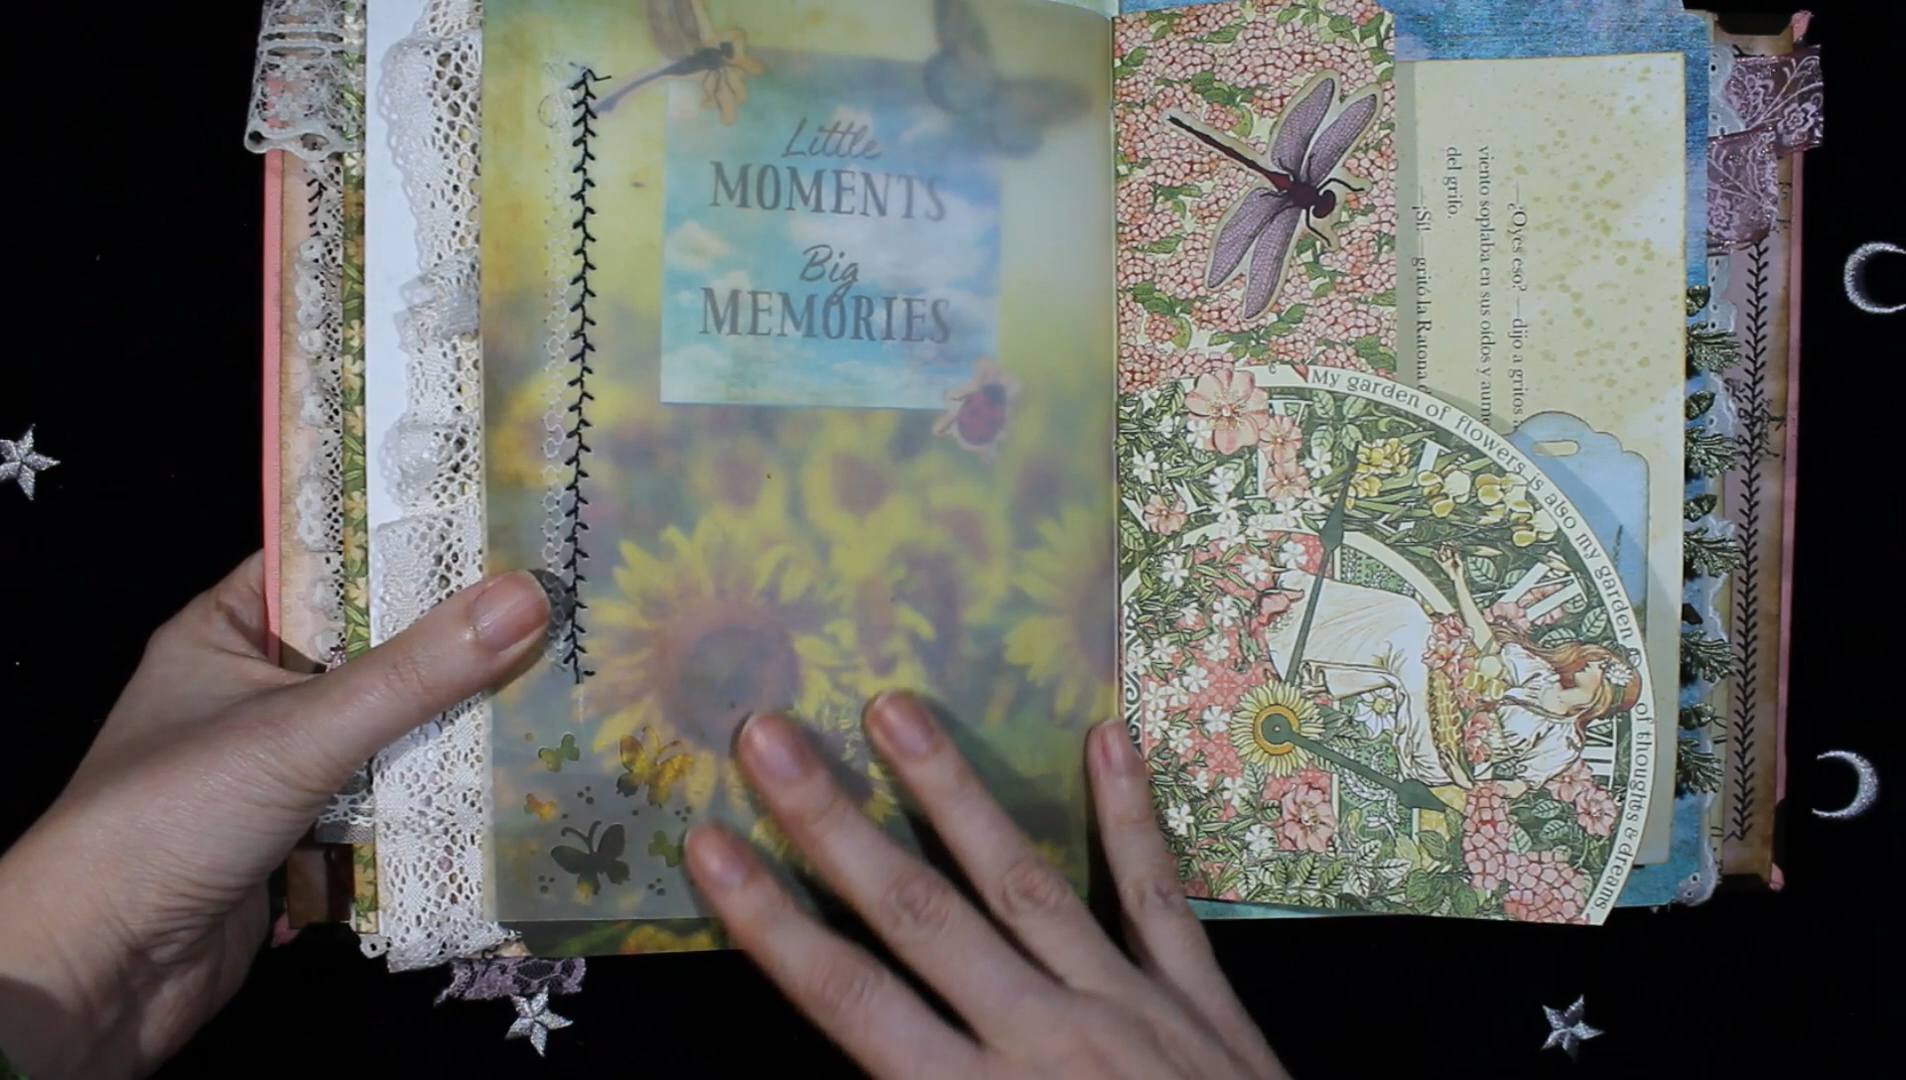 Little
MOMENTS
Big
MEMORIES
—¿Oyes eso? —dijo a gritos
viento soplaba en sus oídos y
del grifo.
—¡Sí! —gritó la Ratona
My garden of flowers is also my garden of thoughts & dreams.
VI